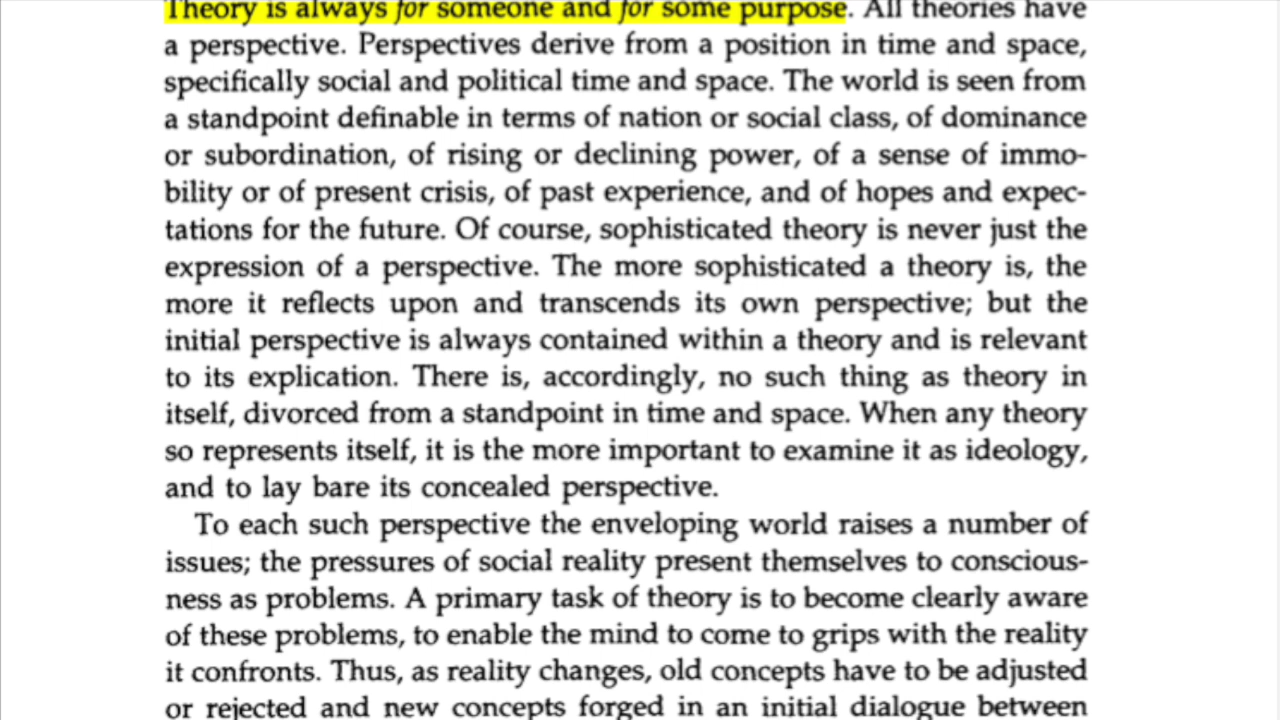 Theory is always for someone and for some purpose. All theories have
a perspective. Perspectives derive from a position in time and space,
specifically social and political time and space. The world is seen from
a standpoint definable in terms of nation or social class, of dominance
or subordination, of rising or declining power, of a sense of immo-
bility or of present crisis, of past experience, and of hopes and expec-
tations for the future. Of course, sophisticated theory is never just the
expression of a perspective. The more sophisticated a theory is, the
more it reflects upon and transcends its own perspective; but the
initial perspective is always contained within a theory and is relevant
to its explication. There is, accordingly, no such thing as theory in
itself, divorced from a standpoint in time and space. When any theory
so represents itself, it is the more important to examine it as ideology,
and to lay bare its concealed perspective.
To each such perspective the enveloping world raises a number of
issues; the pressures of social reality present themselves to conscious-
ness as problems. A primary task of theory is to become clearly aware
of these problems, to enable the mind to come to grips with the reality
it confronts. Thus, as reality changes, old concepts have to be adjusted
or rejected and new concepts forged in an initial dialogue between